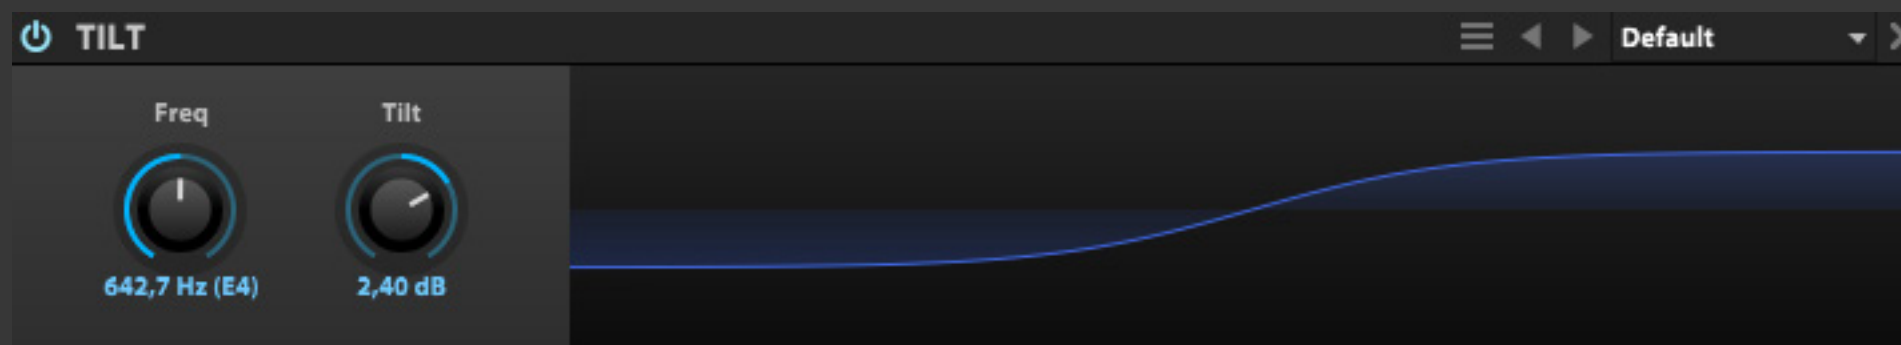 TILT
Default
Freq
Tilt
642,7 Hz (E4)
2,40 dB